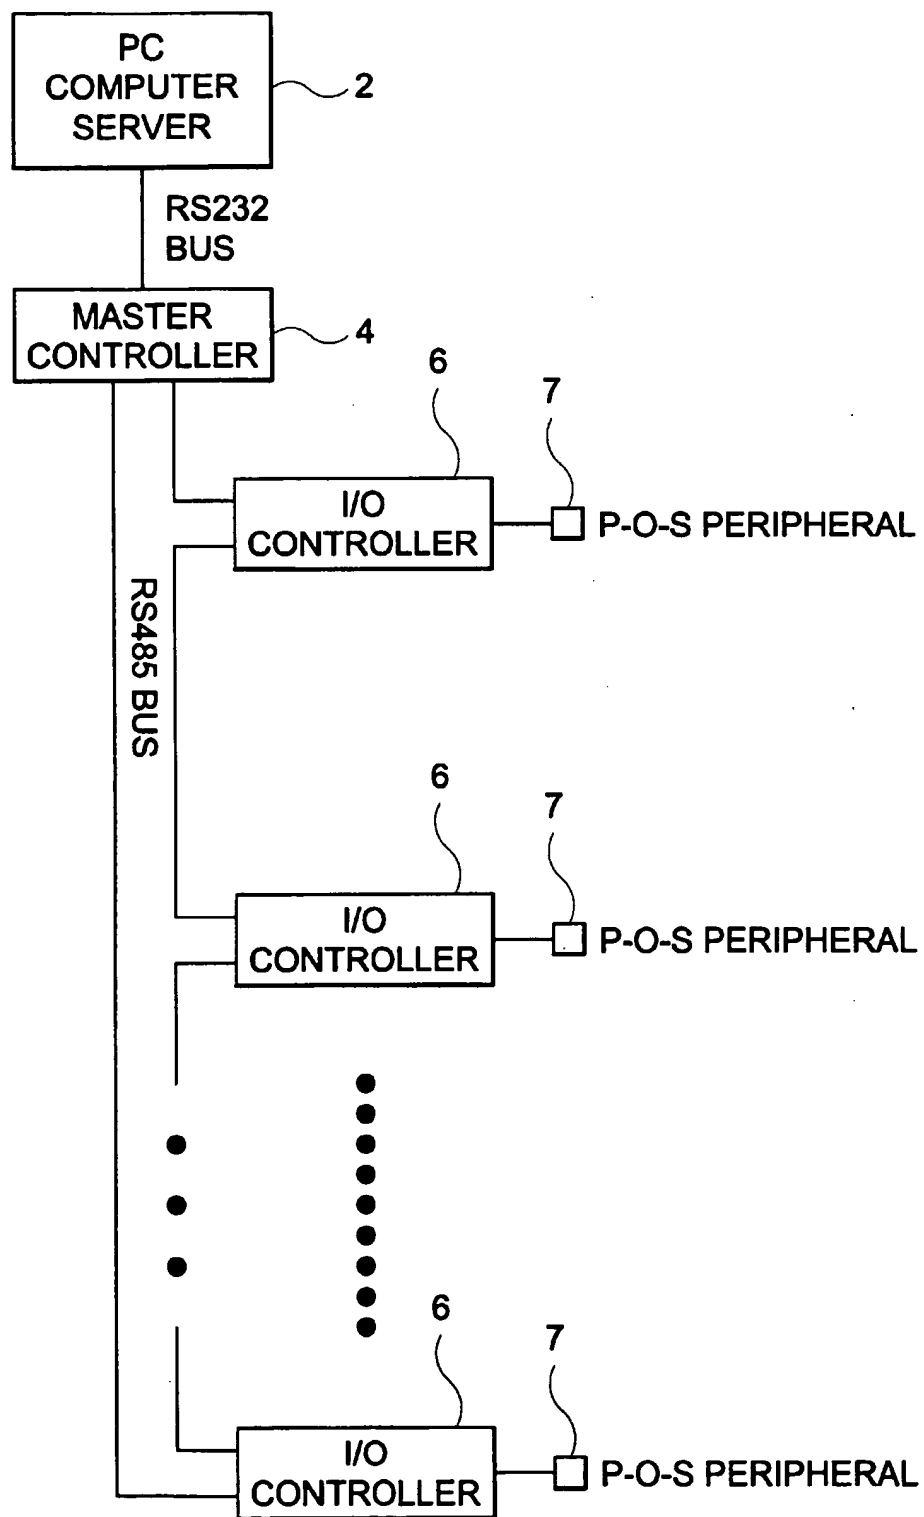 PC
COMPUTER
SERVER
2
RS232
BUS
MASTER
CONTROLLER
4
6
7
I/O
CONTROLLER
P-O-S PERIPHERAL
RS485 BUS
6
7
I/O
CONTROLLER
P-O-S PERIPHERAL
6
7
I/O
CONTROLLER
P-O-S PERIPHERAL